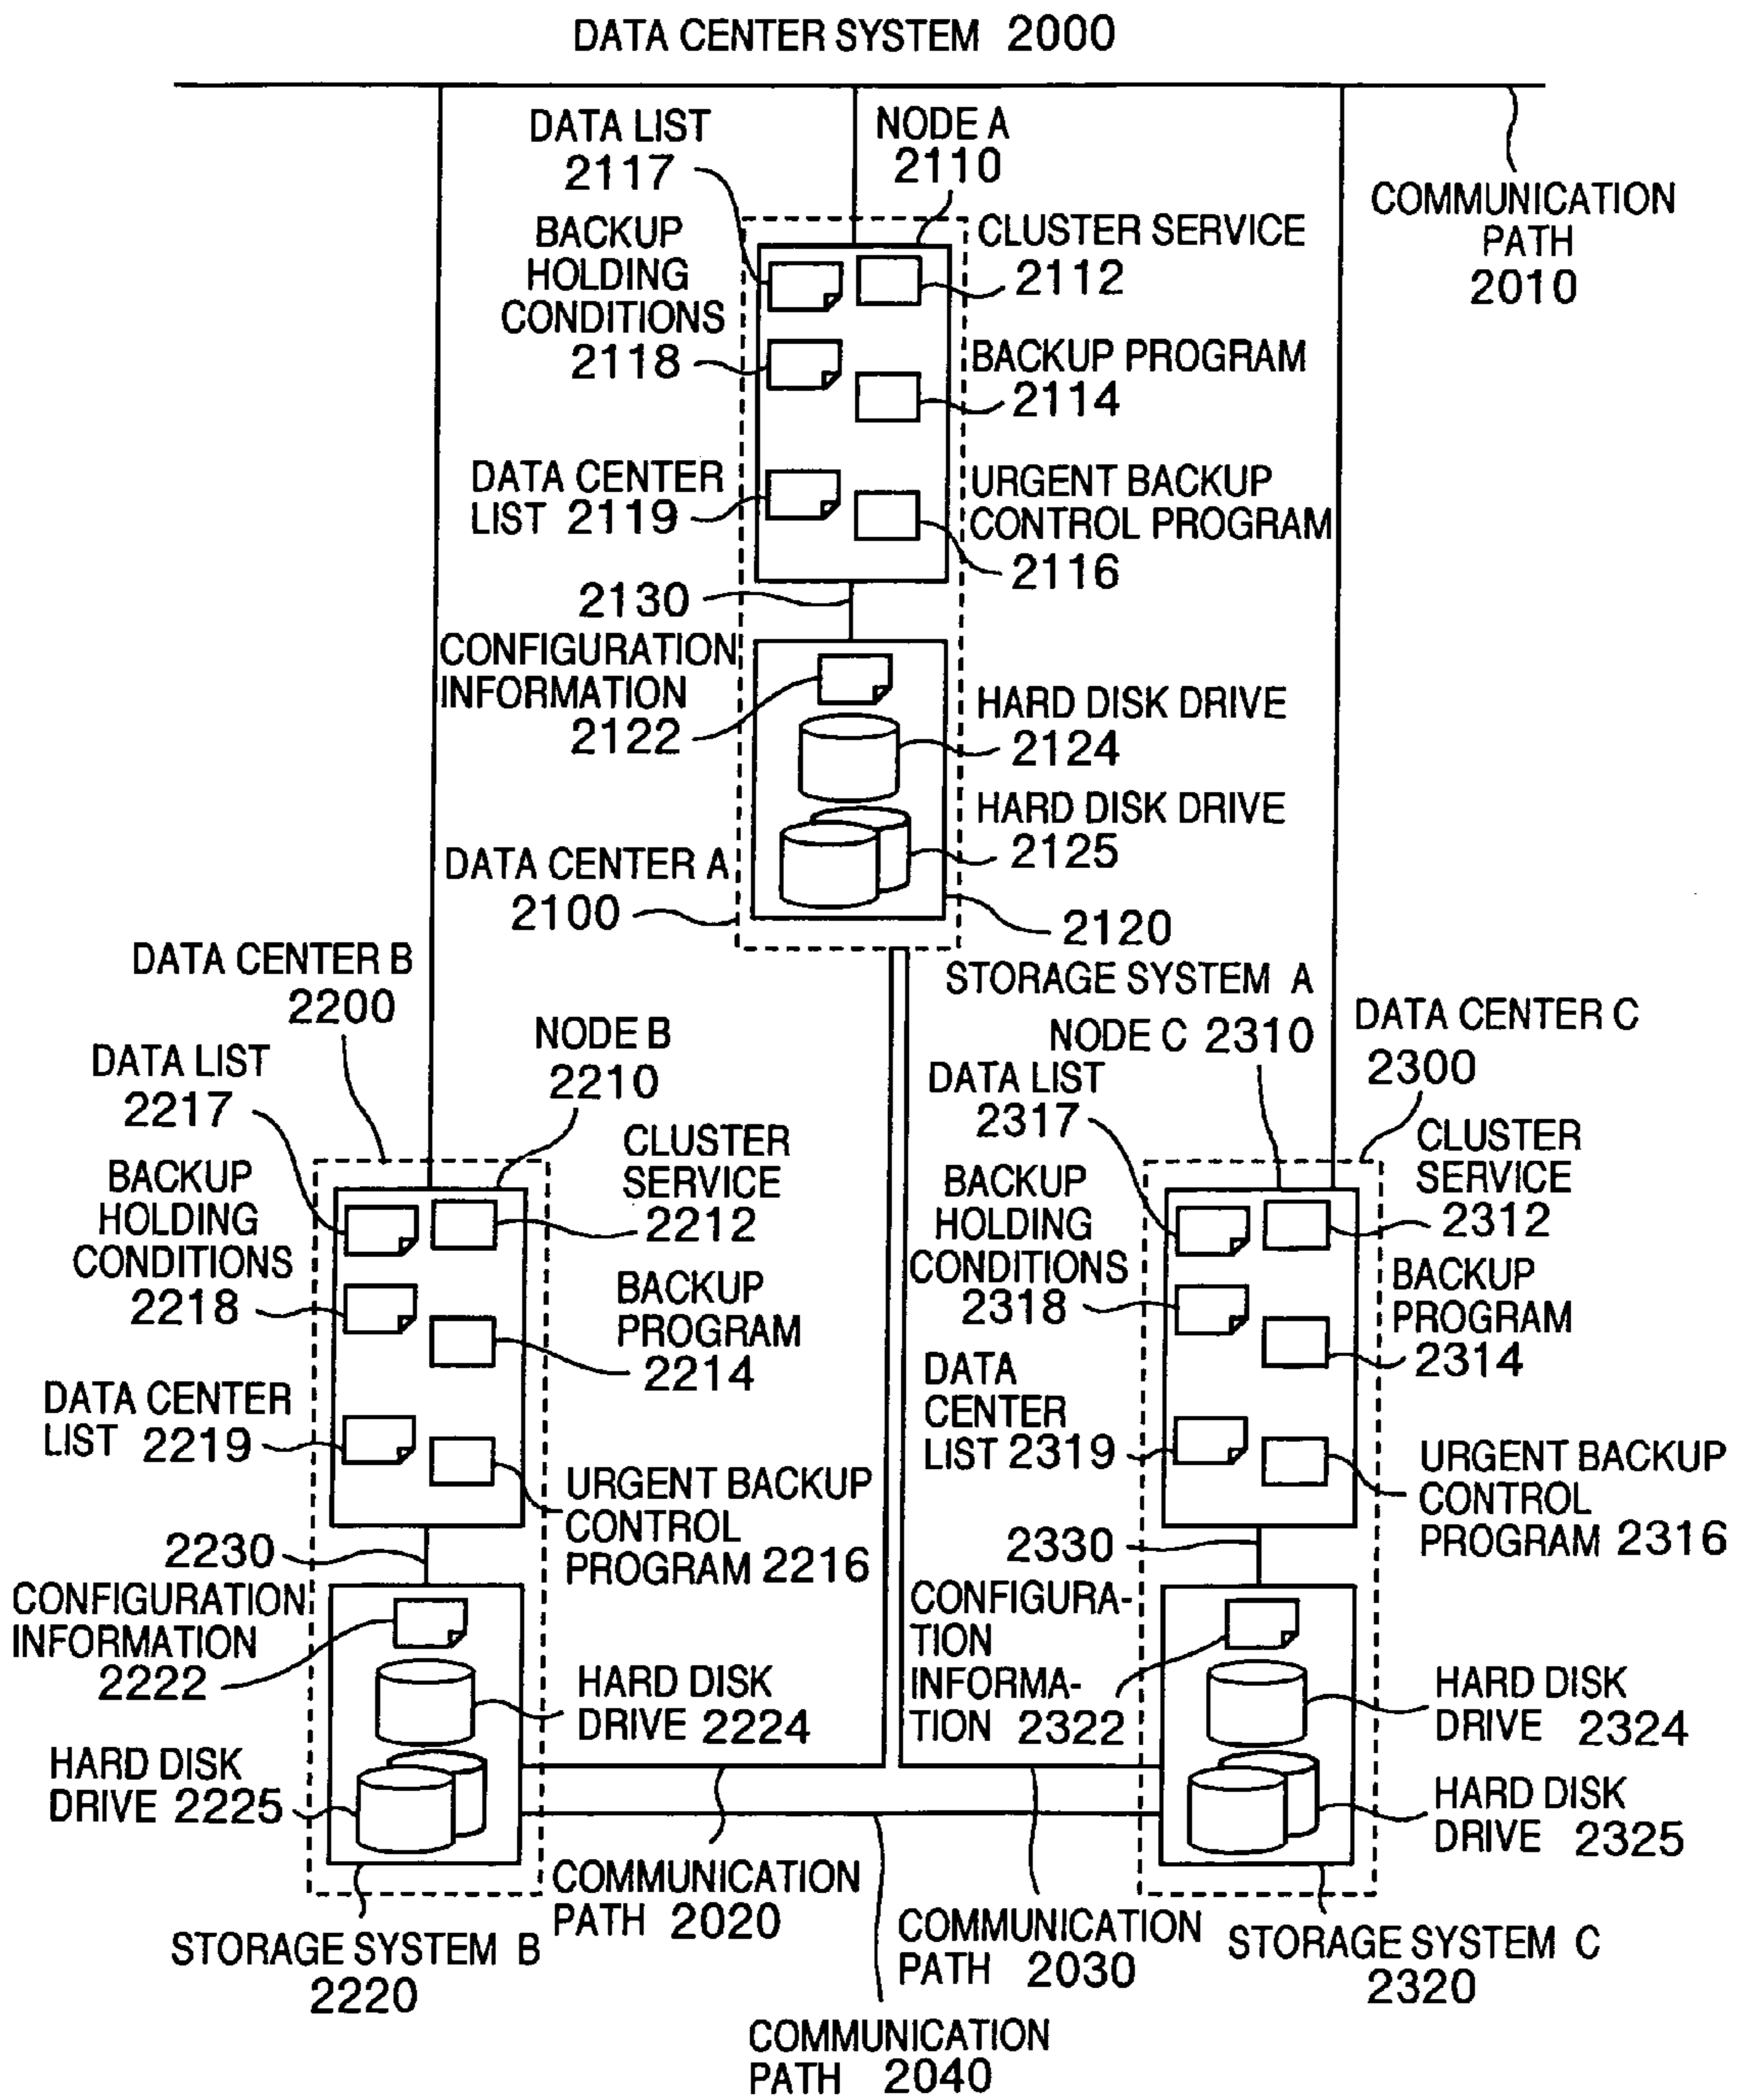 DATA CENTER SYSTEM 2000
DATA LIST
2117
NODE A
2110
COMMUNICATION
PATH
2010
BACKUP
HOLDING
CONDITIONS
2118
CLUSTER SERVICE
2112
BACKUP PROGRAM
2114
DATA CENTER
LIST 2119
URGENT BACKUP
CONTROL PROGRAM
2116
2130
CONFIGURATION
INFORMATION
2122
HARD DISK DRIVE
2124
HARD DISK DRIVE
2125
DATA CENTER A
2100
2120
STORAGE SYSTEM A
DATA CENTER B
2200
NODE B
2210
DATA LIST
2217
CLUSTER
SERVICE
2212
BACKUP
HOLDING
CONDITIONS
2218
BACKUP
PROGRAM
2214
DATA CENTER
LIST 2219
URGENT BACKUP
CONTROL
PROGRAM 2216
2230
CONFIGURATION
INFORMATION
2222
HARD DISK
DRIVE 2224
HARD DISK
DRIVE 2225
STORAGE SYSTEM B
2220
NODE C 2310
DATA CENTER C
2300
DATA LIST
2317
CLUSTER
SERVICE
2312
BACKUP
HOLDING
CONDITIONS
2318
BACKUP
PROGRAM
2314
DATA
CENTER
LIST 2319
URGENT BACKUP
CONTROL
PROGRAM 2316
2330
CONFIGURA-
TION
INFORMA-
TION 2322
HARD DISK
DRIVE 2324
HARD DISK
DRIVE 2325
COMMUNICATION
PATH 2020
COMMUNICATION
PATH 2030
STORAGE SYSTEM C
2320
COMMUNICATION
PATH 2040